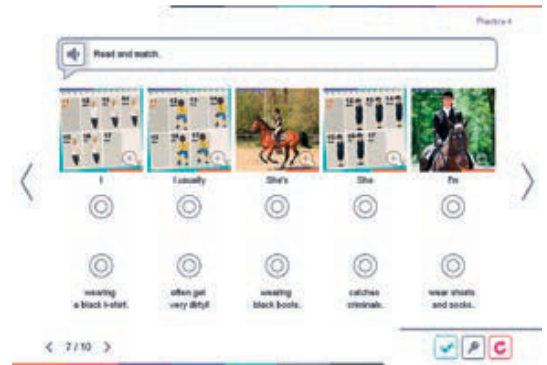 Practice 4
Read and match.
I
I usually
She's
She
I'm
wearing
a black t-shirt.
often get
very dirty!
wearing
black boots.
catches
criminals.
wear shorts
and socks.
7/10